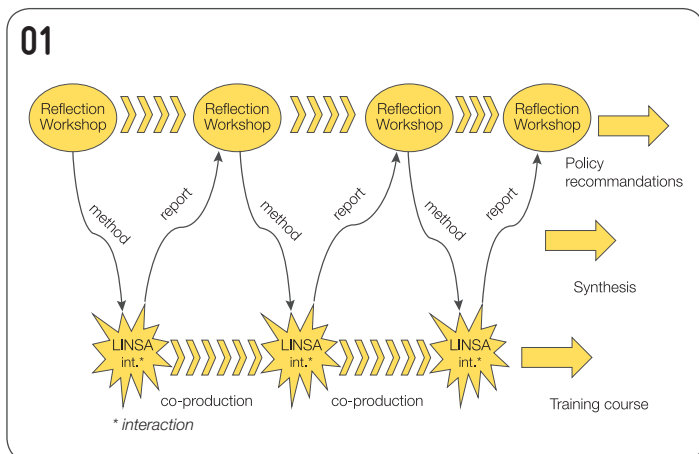 01
Reflection
Workshop
Reflection
Workshop
Reflection
Workshop
Reflection
Workshop
Policy
recommandations
method
report
method
report
method
report
Synthesis
LINSA
int.*
LINSA
int.*
LINSA
int.*
co-production
co-production
Training course
* interaction